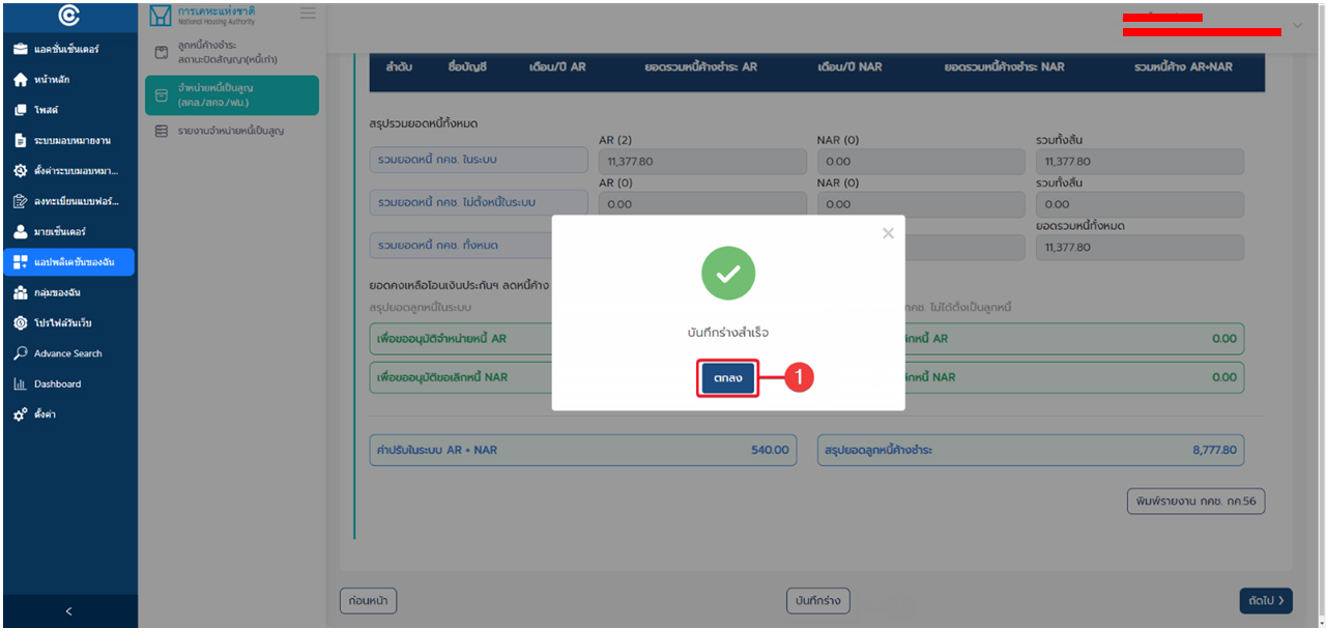 แอคชั่นเซ็นเตอร์
หน้าหลัก
โพสต์
ระบบมอบหมายงาน
ตั้งค่าระบบมอบหมา...
ลงทะเบียนแบบฟอร์...
มายเซ็นเตอร์
แอปพลิเคชันของฉัน
กลุ่มของฉัน
โปรไฟล์วันเว็บ
Advance Search
Dashboard
ตั้งค่า
<
การเคหะแห่งชาติ
National Housing Authority
ลูกหนี้ค้างชำระ
สถานะปิดสัญญา(หนี้เก่า)
จำหน่ายหนี้เป็นสูญ
(สคล./สคจ./ฟม.)
รายงานจำหน่ายหนี้เป็นสูญ
ลำดับ ชื่อบัญชี เดือน/ปี AR ยอดรวมหนี้ค้างชำระ AR เดือน/ปี NAR ยอดรวมหนี้ค้างชำระ NAR รวมหนี้ค้าง AR+NAR
สรุปรวมยอดหนี้ทั้งหมด
AR (2) NAR (0) รวมทั้งสิ้น
รวมยอดหนี้ กคช. ในระบบ 11,377.80 0.00 11,377.80
AR (0) NAR (0) รวมทั้งสิ้น
รวมยอดหนี้ กคช. ไม่ตั้งหนี้ในระบบ 0.00 0.00 0.00
ยอดรวมหนี้ทั้งหมด
รวมยอดหนี้ กคช. ทั้งหมด 11,377.80
ยอดคงเหลือโอนเงินประกันฯ ลดหนี้ค้าง
สรุปยอดลูกหนี้ในระบบ กคช. ไม่ได้ตั้งเป็นลูกหนี้
เพื่อขออนุมัติจำหน่ายหนี้ AR ลิกหนี้ AR 0.00
เพื่อขออนุมัติขอเลิกหนี้ NAR ลิกหนี้ NAR 0.00
บันทึกร่างสำเร็จ
ตกลง 1
ค่าปรับในระบบ AR + NAR 540.00 สรุปยอดลูกหนี้ค้างชำระ 8,777.80
พิมพ์รายงาน กคช. กค.56
ก่อนหน้า บันทึกร่าง ถัดไป >